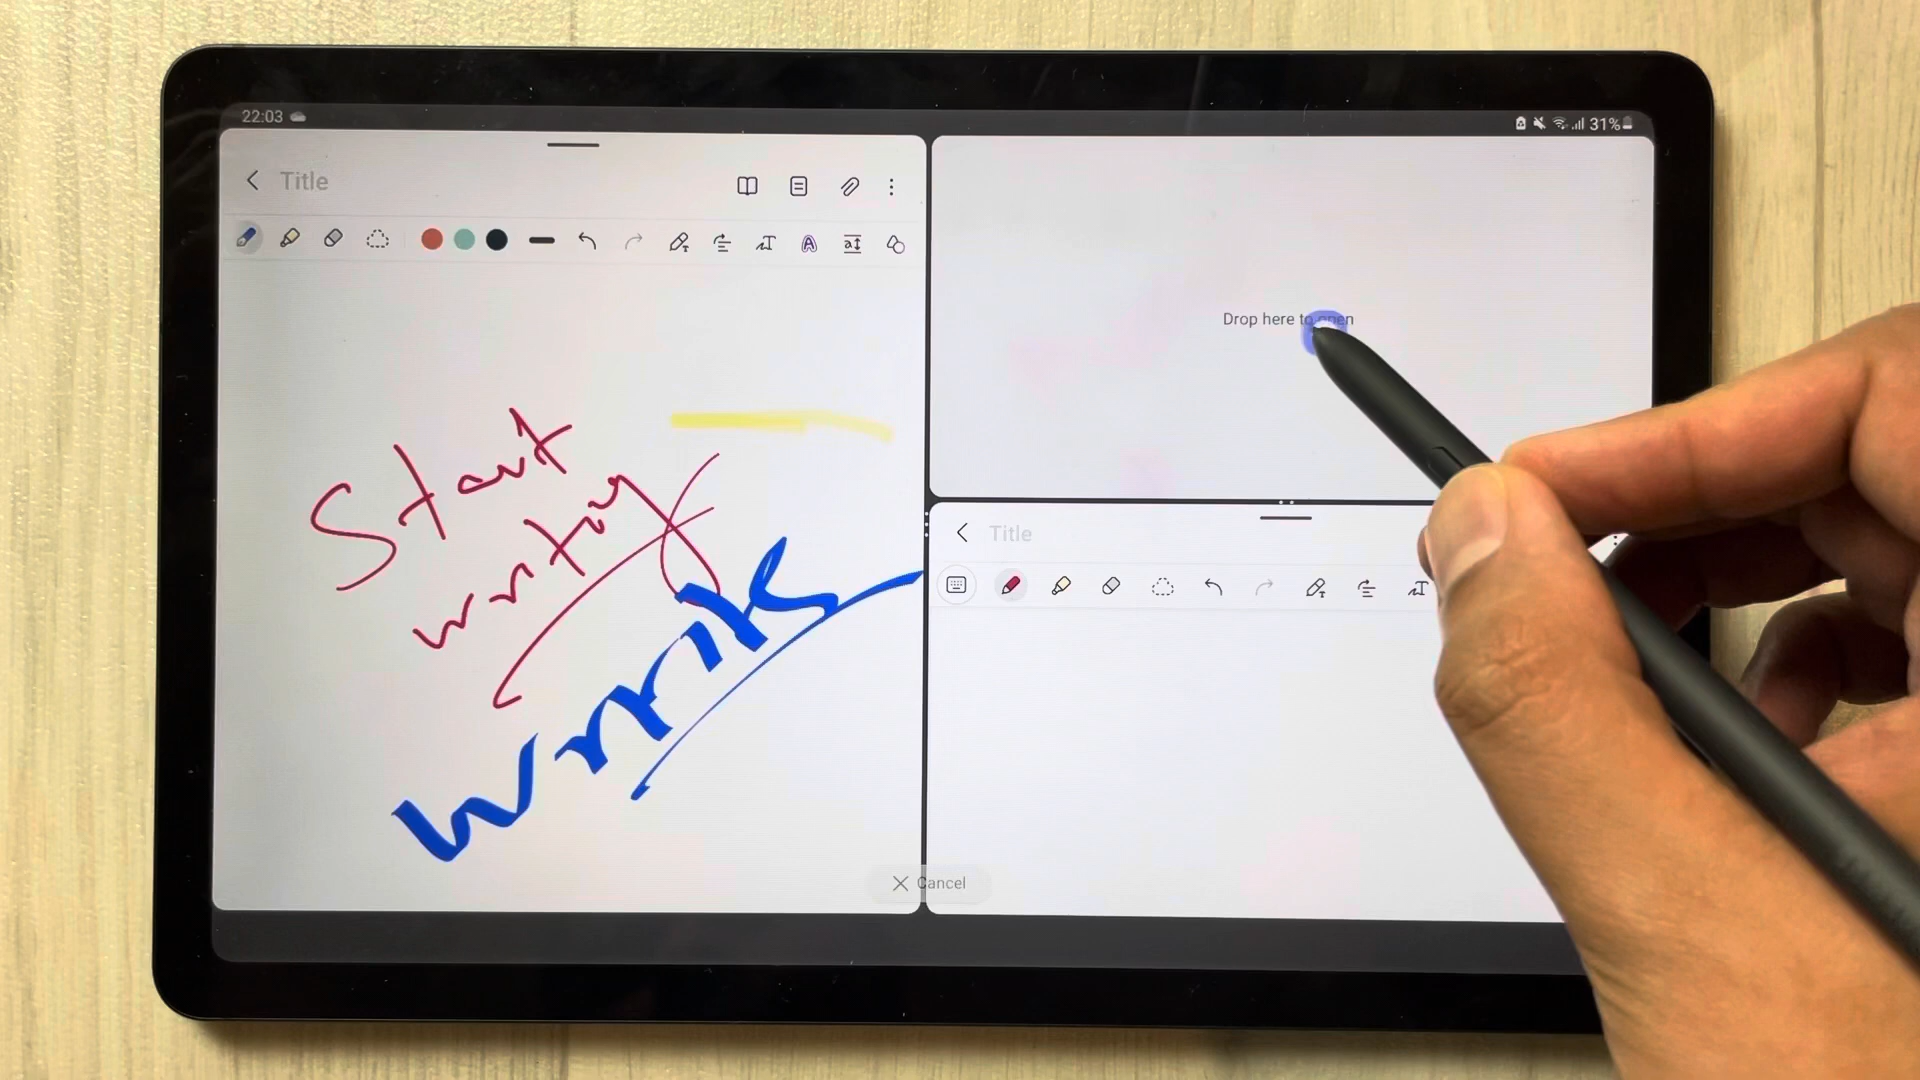 22:03
31%
Title
Start
writing
write
Drop here to open
Title
Cancel